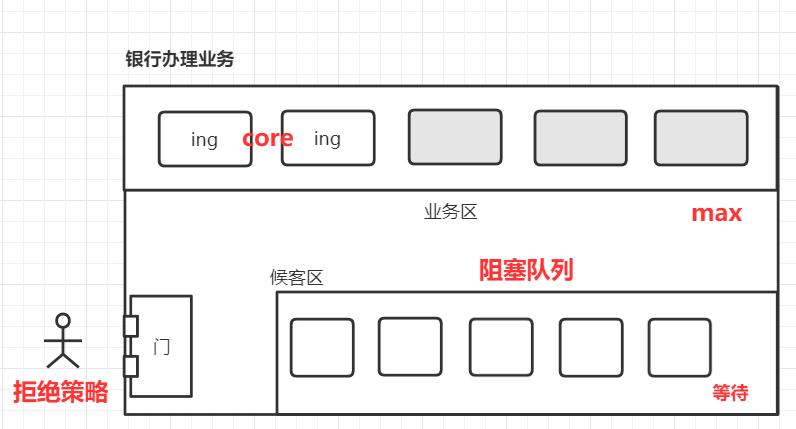 银行办理业务
ing
core
ing
业务区
max
候客区
阻塞队列
门
拒绝策略
等待